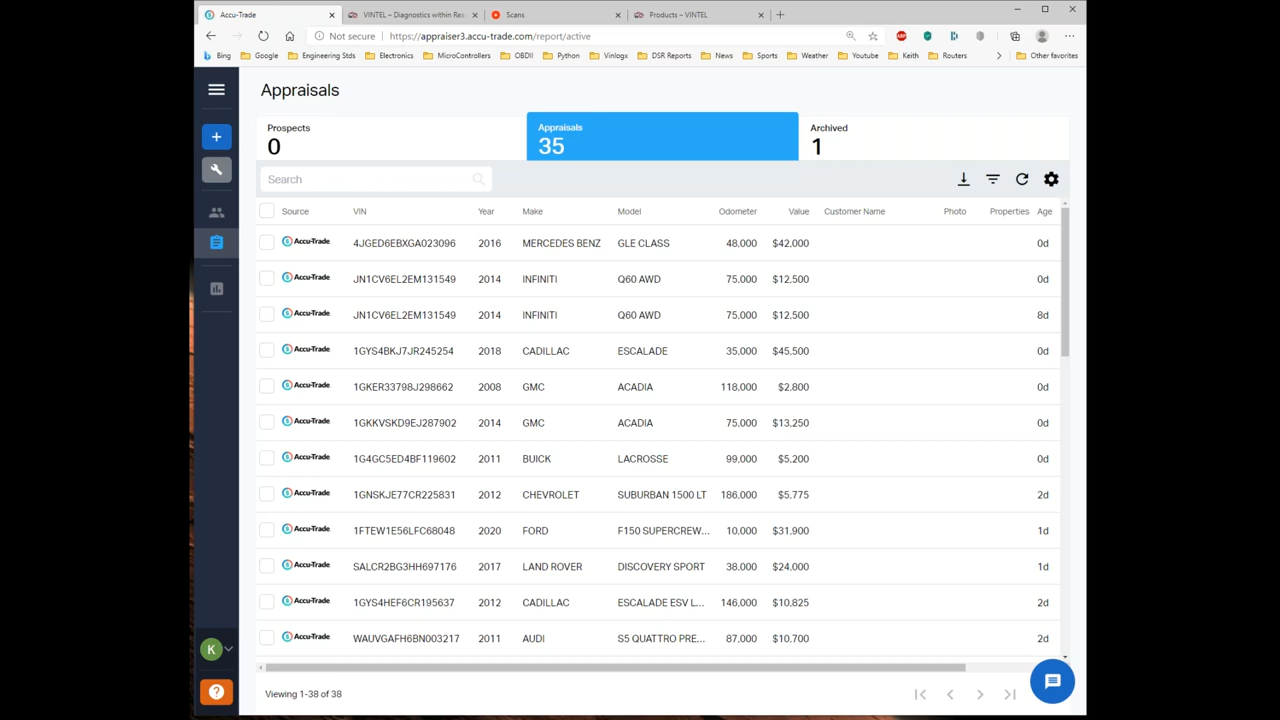 Accu-Trade
VINTEL – Diagnostics within Rea
Scans
Products – VINTEL
Not secure
https://appraiser3.accu-trade.com/report/active
ABP
Bing
Google
Engineering Stds
Electronics
MicroControllers
OBDII
Python
Vinlogx
DSR Reports
News
Sports
Weather
Youtube
Keith
Routers
Other favorites
Appraisals
Prospects
0
Appraisals
35
Archived
1
Search
Source VIN Year Make Model Odometer Value Customer Name Photo Properties Age
Accu-Trade 4JGED6EBXGA023096 2016 MERCEDES BENZ GLE CLASS 48,000 $42,000 0d
Accu-Trade JN1CV6EL2EM131549 2014 INFINITI Q60 AWD 75,000 $12,500 0d
Accu-Trade JN1CV6EL2EM131549 2014 INFINITI Q60 AWD 75,000 $12,500 8d
Accu-Trade 1GYS4BKJ7JR245254 2018 CADILLAC ESCALADE 35,000 $45,500 0d
Accu-Trade 1GKER33798J298662 2008 GMC ACADIA 118,000 $2,800 0d
Accu-Trade 1GKKVSKD9EJ287902 2014 GMC ACADIA 75,000 $13,250 0d
Accu-Trade 1G4GC5ED4BF119602 2011 BUICK LACROSSE 99,000 $5,200 0d
Accu-Trade 1GNSKJE77CR225831 2012 CHEVROLET SUBURBAN 1500 LT 186,000 $5,775 2d
Accu-Trade 1FTEW1E56LFC68048 2020 FORD F150 SUPERCREW... 10,000 $31,900 1d
Accu-Trade SALCR2BG3HH697176 2017 LAND ROVER DISCOVERY SPORT 38,000 $24,000 1d
Accu-Trade 1GYS4HEF6CR195637 2012 CADILLAC ESCALADE ESV L... 146,000 $10,825 2d
Accu-Trade WAUVGAFH6BN003217 2011 AUDI S5 QUATTRO PRE... 87,000 $10,700 2d
K
Viewing 1-38 of 38